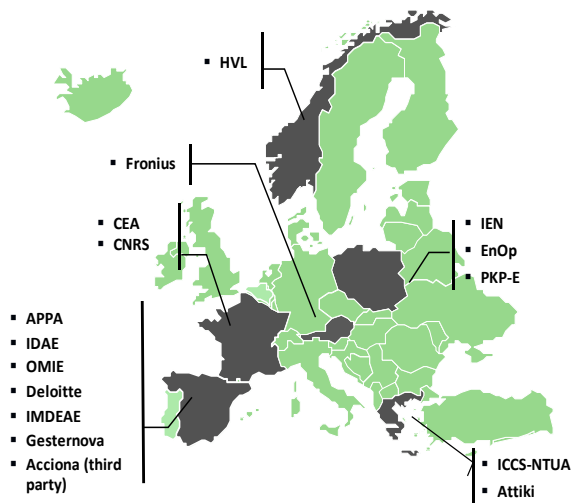 ▪ HVL
▪ Fronius
▪ CEA
▪ CNRS
▪ IEN
▪ EnOp
▪ PKP-E
▪ APPA
▪ IDAE
▪ OMIE
▪ Deloitte
▪ IMDEAE
▪ Gesternova
▪ Acciona (third
party)
▪ ICCS-NTUA
▪ Attiki